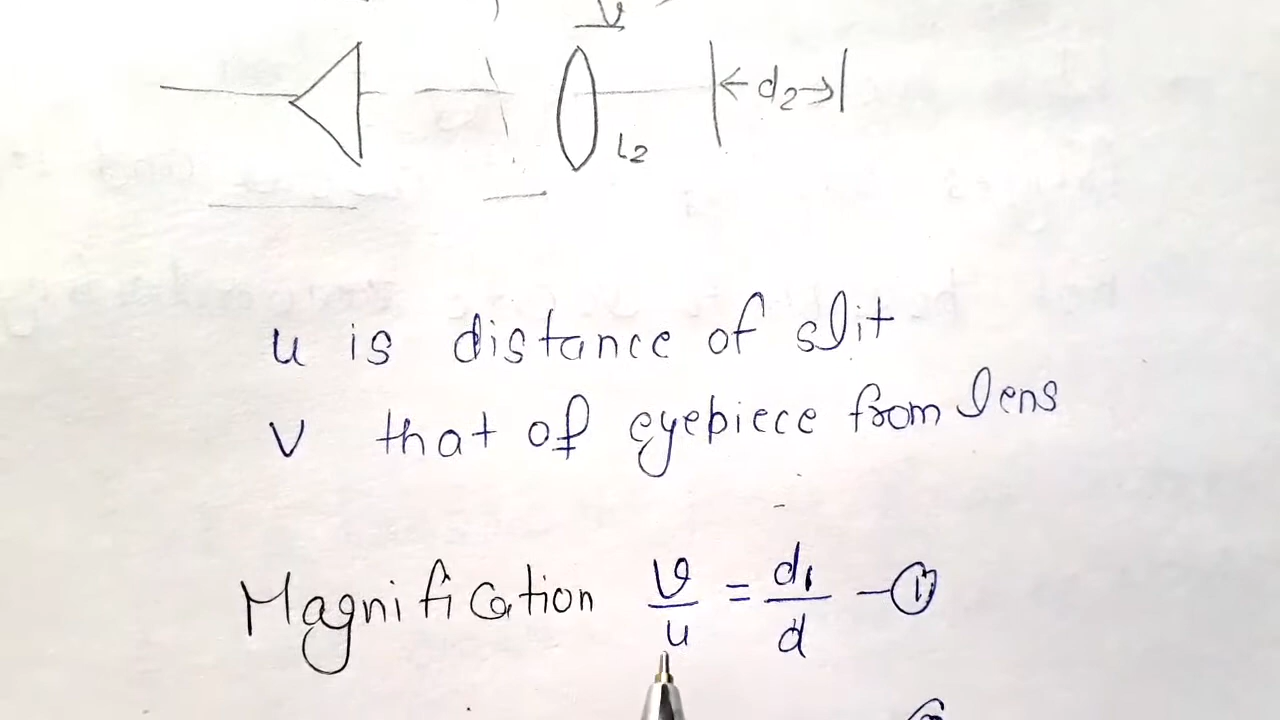 v
← d2 →
L2
u is distance of slit
v that of eyepiece from lens
Magnification v/u = d1/d – ①